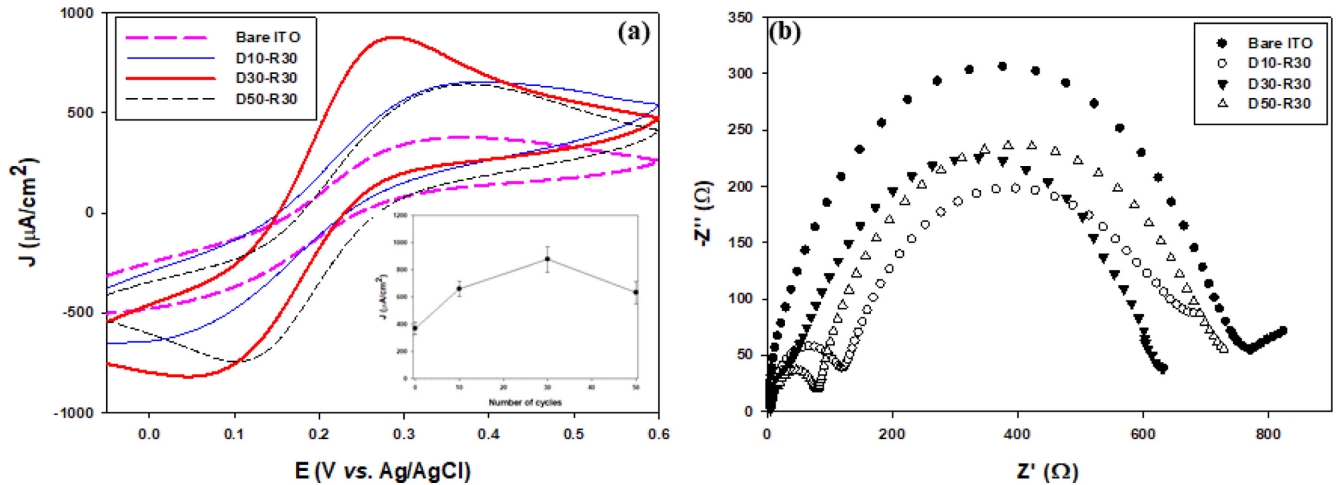 (a)
Bare ITO
D10-R30
D30-R30
D50-R30
1000
500
0
-500
-1000
J (µA/cm²)
0.0 0.1 0.2 0.3 0.4 0.5 0.6
E (V vs. Ag/AgCl)
1200
1000
800
600
400
200
0
J (µA/cm²)
0 10 20 30 40 50
Number of cycles
(b)
Bare ITO
D10-R30
D30-R30
D50-R30
350
300
250
200
150
100
50
0
-Z'' (Ω)
0 200 400 600 800
Z' (Ω)